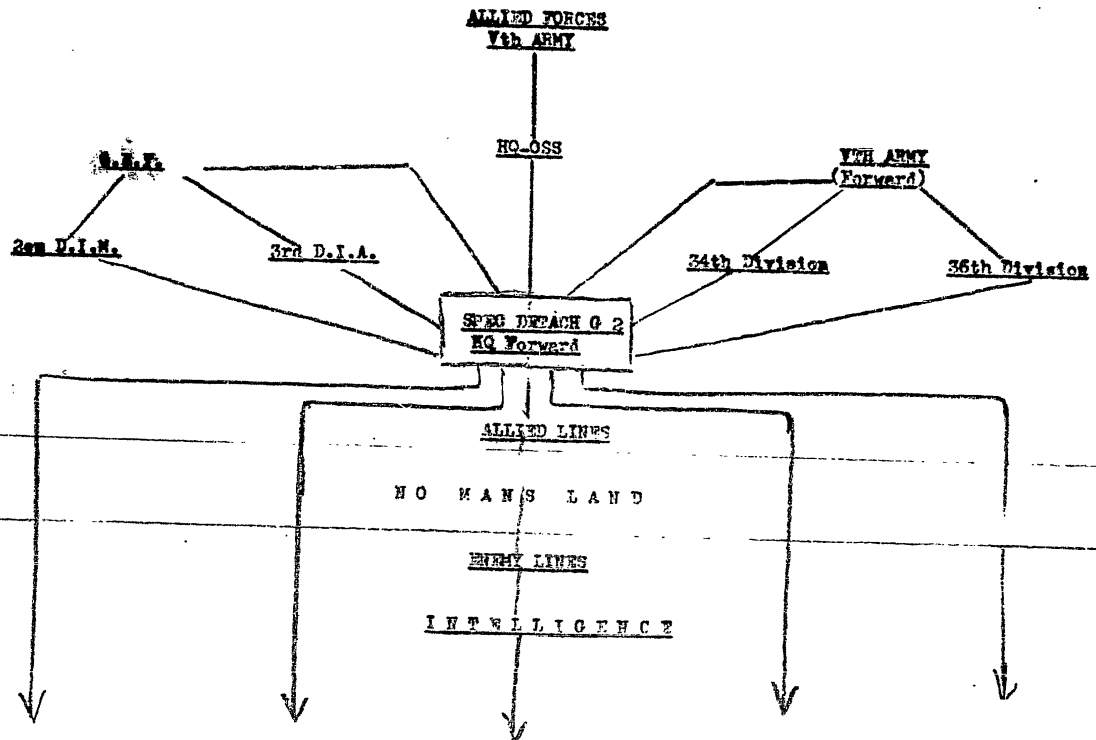 ALLIED FORCES
Vth ARMY
HQ-OSS
VTH ARMY
(Forward)
2em D.I.M.
3rd D.I.A.
34th Division
36th Division
SPEC DETACH G 2
HQ Forward
ALLIED LINES
NO MANS LAND
ENEMY LINES
INTELLIGENCE